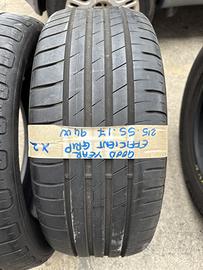 GOOD YEAR
EFFICIENT GRIP
215.55.17 94W
X2